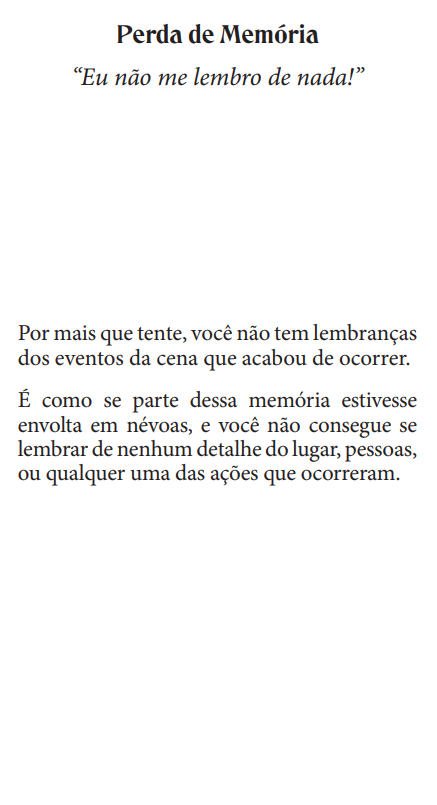 Perda de Memória
“Eu não me lembro de nada!”
Por mais que tente, você não tem lembranças
dos eventos da cena que acabou de ocorrer.
É como se parte dessa memória estivesse
envolta em névoas, e você não consegue se
lembrar de nenhum detalhe do lugar, pessoas,
ou qualquer uma das ações que ocorreram.